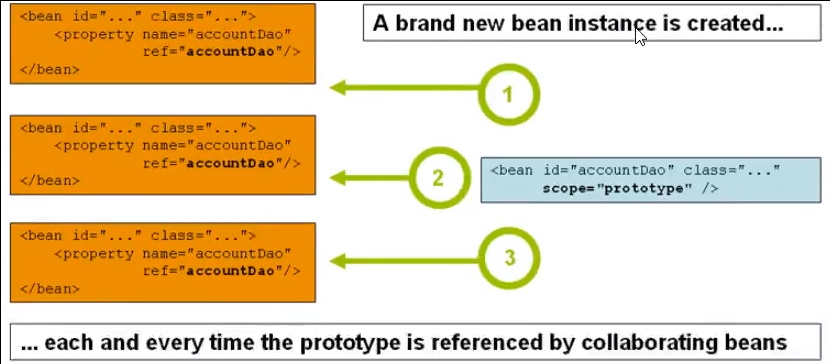 <bean id="..." class="...">
<property name="accountDao"
ref="accountDao"/>
</bean>
A brand new bean instance is created...
1
<bean id="..." class="...">
<property name="accountDao"
ref="accountDao"/>
</bean>
2
<bean id="accountDao" class="..."
scope="prototype" />
<bean id="..." class="...">
<property name="accountDao"
ref="accountDao"/>
</bean>
3
... each and every time the prototype is referenced by collaborating beans